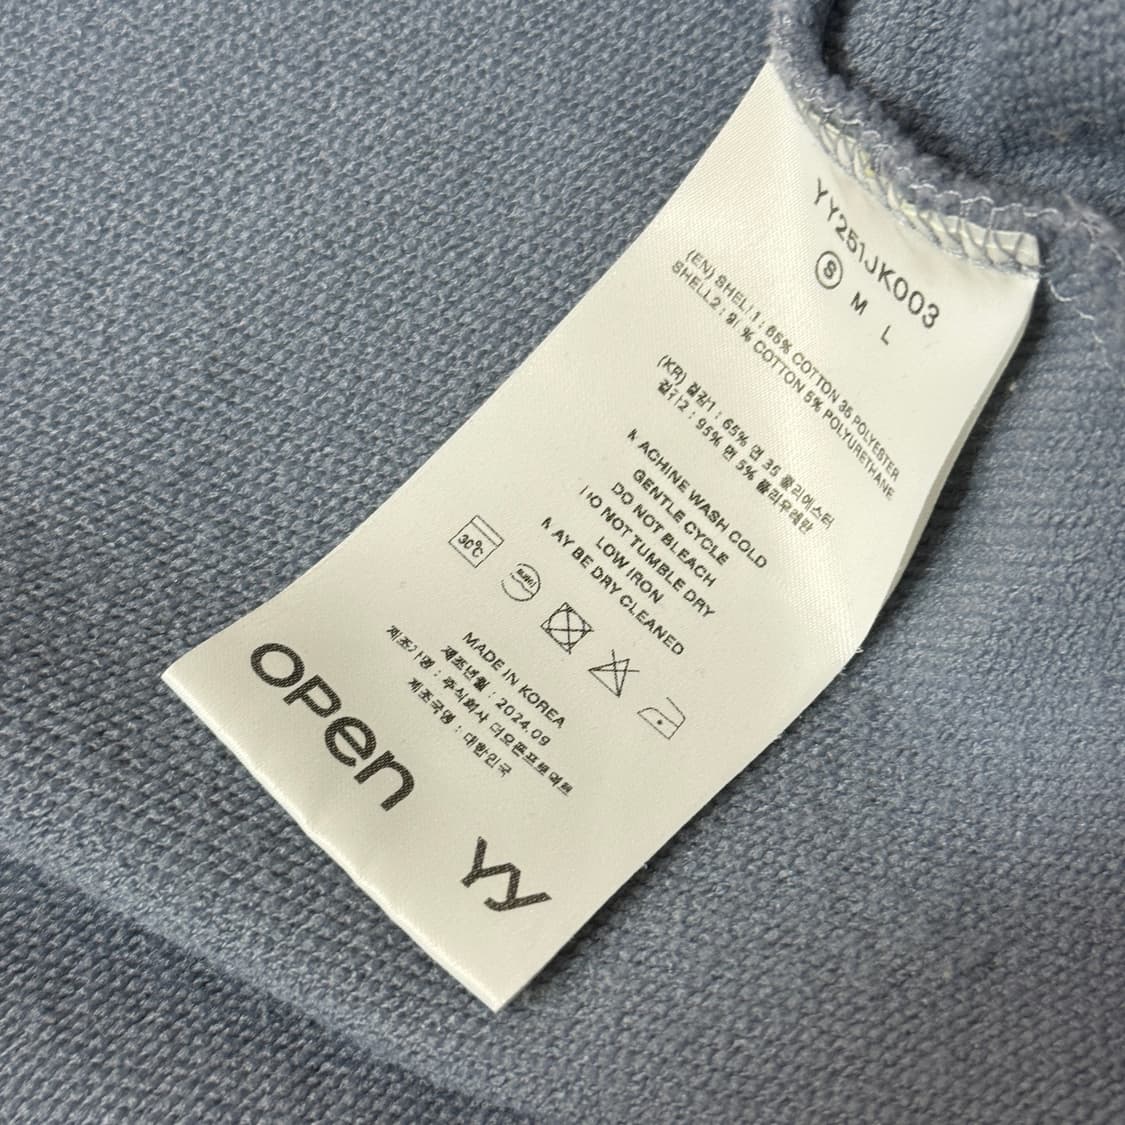 YY251JK003
S M L
(EN) SHELL1 : 65% COTTON 35 POLYESTER
SHELL2 : 95% COTTON 5% POLYURETHANE
(KR) 겉감1 : 65% 면 35 폴리에스터
겉감2 : 95% 면 5% 폴리우레탄
MACHINE WASH COLD
GENTLE CYCLE
DO NOT BLEACH
DO NOT TUMBLE DRY
LOW IRON
MAY BE DRY CLEANED
30℃
MADE IN KOREA
제조년월 : 2024.09
제조자명 : 주식회사 더오픈프로덕트
제조국명 : 대한민국
OPEN YY